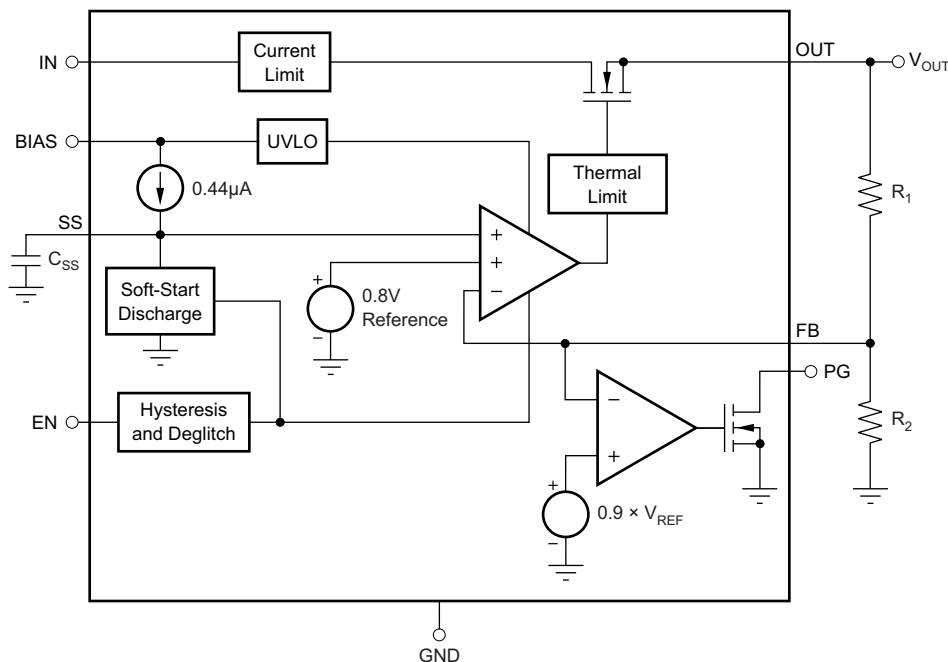 IN
Current
Limit
OUT
V_OUT
BIAS
UVLO
0.44µA
Thermal
Limit
R_1
SS
C_SS
+
+
−
Soft-Start
Discharge
+
0.8V
Reference
−
FB
PG
EN
Hysteresis
and Deglitch
−
+
R_2
+
0.9 × V_REF
−
GND